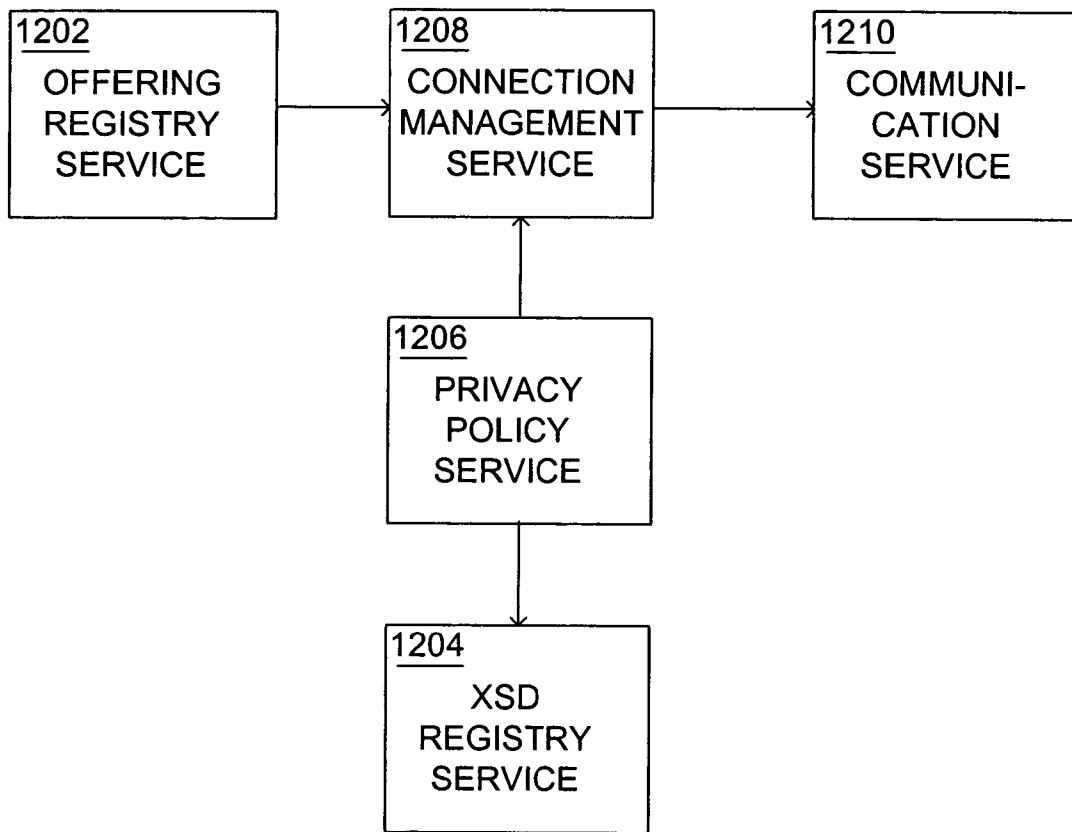 1202
OFFERING
REGISTRY
SERVICE
1208
CONNECTION
MANAGEMENT
SERVICE
1210
COMMUNI-
CATION
SERVICE
1206
PRIVACY
POLICY
SERVICE
1204
XSD
REGISTRY
SERVICE